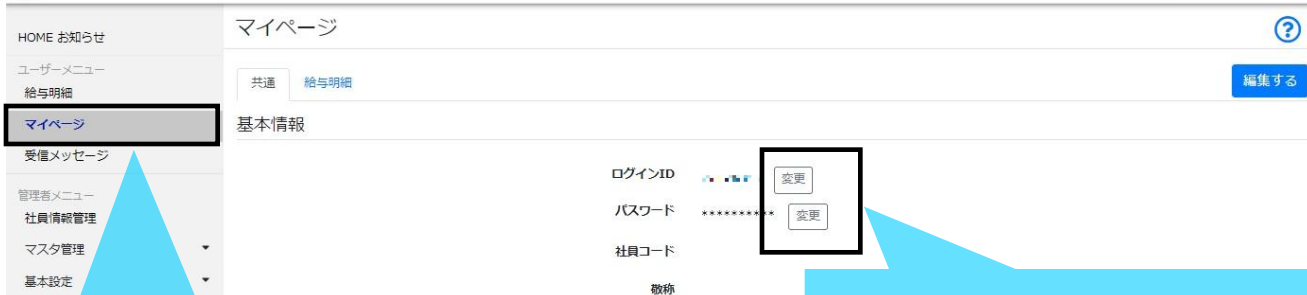 HOME お知らせ
ユーザーメニュー
給与明細
マイページ
受信メッセージ
管理者メニュー
社員情報管理
マスタ管理
基本設定
マイページ
?
共通 給与明細
編集する
基本情報
ログインID 変更
パスワード ********** 変更
社員コード
敬称